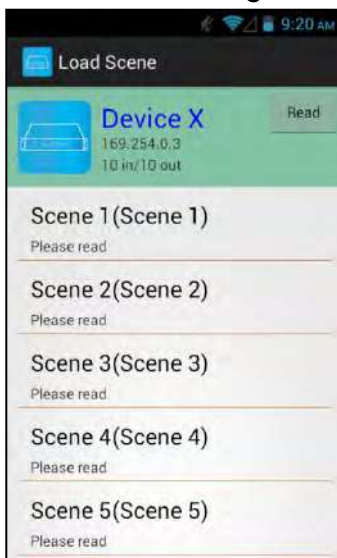 9:20 AM
Load Scene
Device X
Read
169.254.0.3
10 in/10 out
Scene 1(Scene 1)
Please read
Scene 2(Scene 2)
Please read
Scene 3(Scene 3)
Please read
Scene 4(Scene 4)
Please read
Scene 5(Scene 5)
Please read